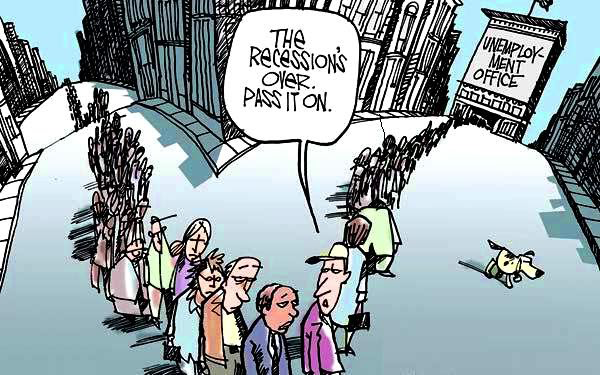 THE
RECESSION'S
OVER.
PASS IT ON.
UNEMPLOY-
MENT
OFFICE